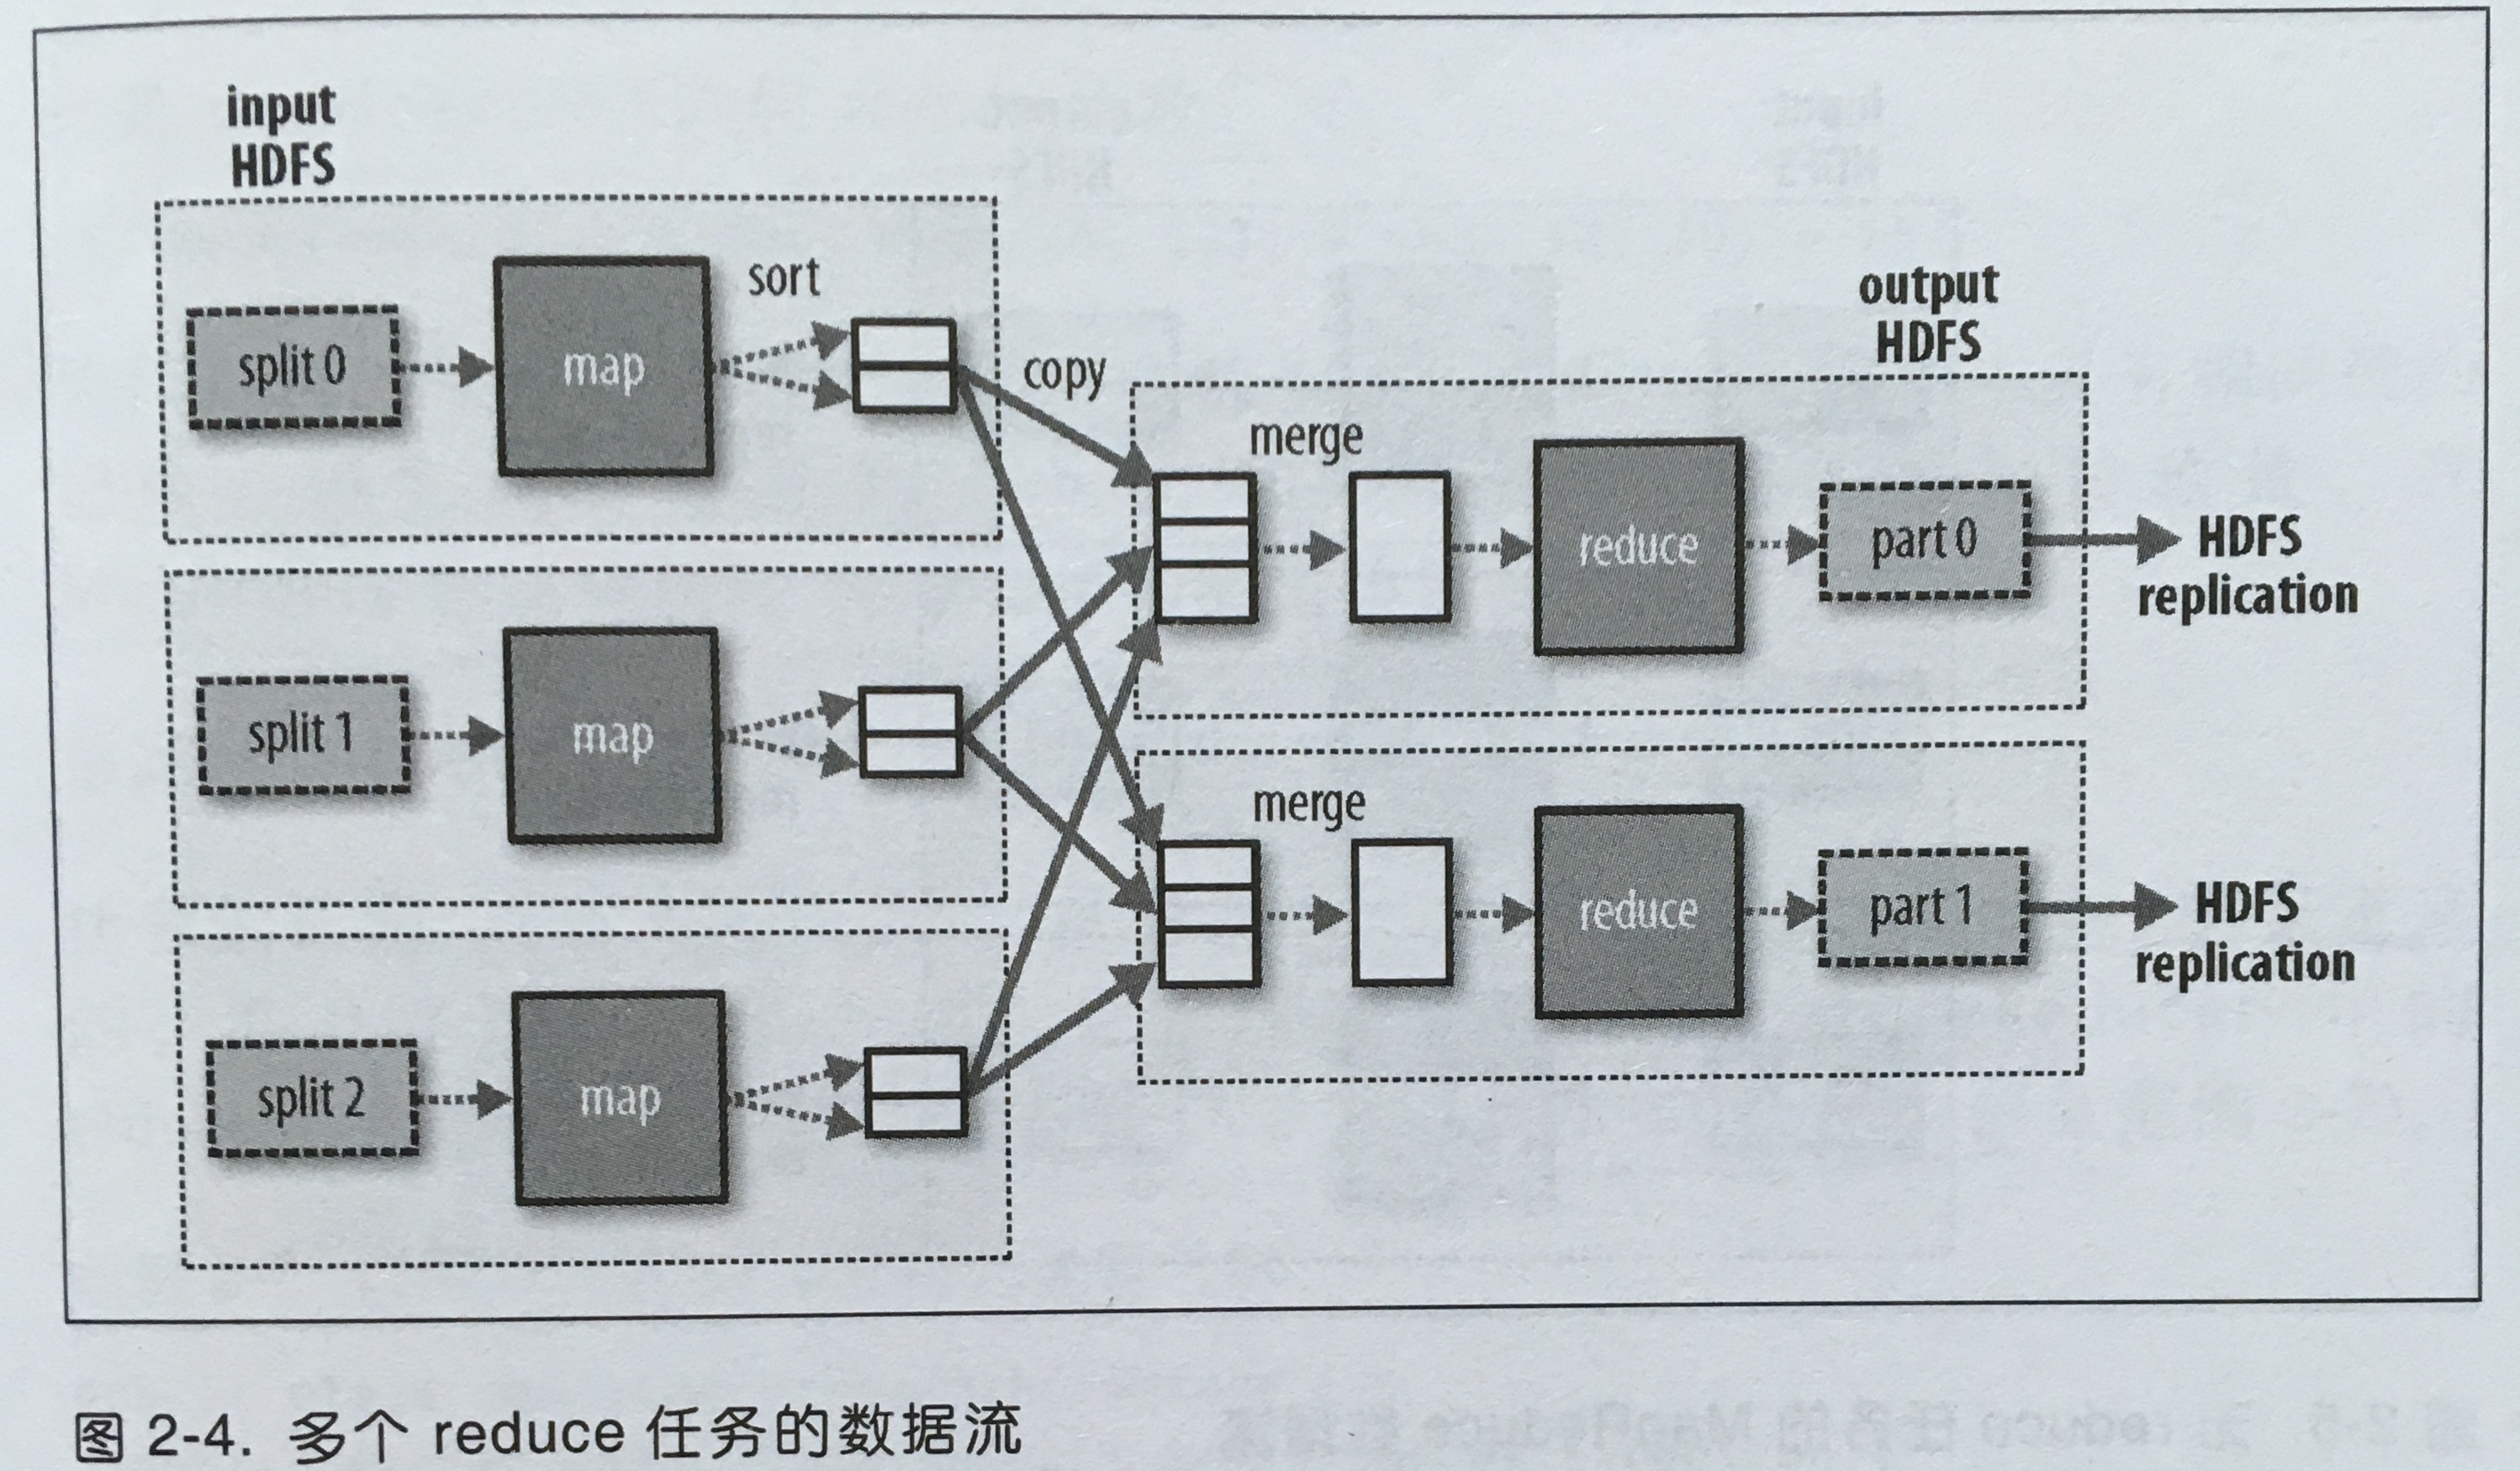 input
HDFS
sort
split 0
map
copy
output
HDFS
merge
reduce
part 0
HDFS
replication
split 1
map
merge
reduce
part 1
HDFS
replication
split 2
map
图 2-4. 多个 reduce 任务的数据流